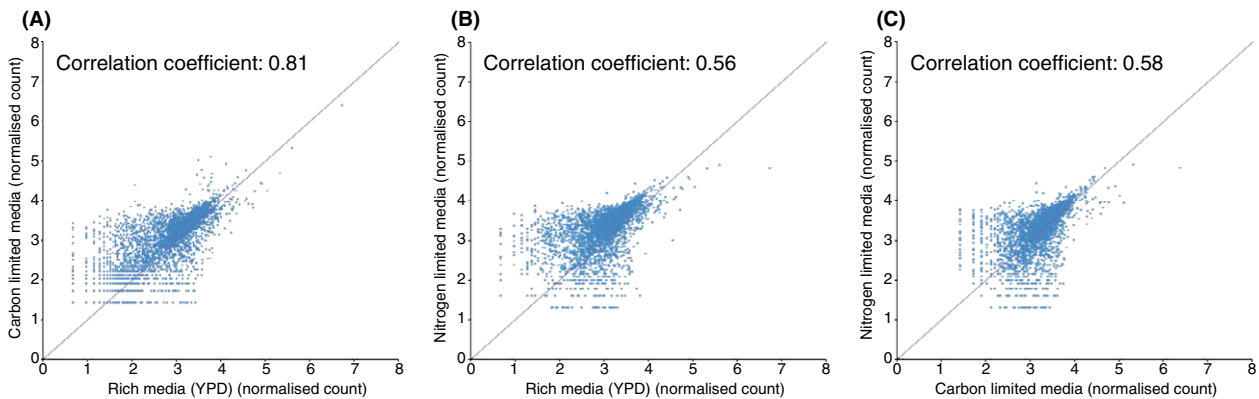 (A)
Correlation coefficient: 0.81
Carbon limited media (normalised count)
8
7
6
5
4
3
2
1
0
0 1 2 3 4 5 6 7 8
Rich media (YPD) (normalised count)
(B)
Correlation coefficient: 0.56
Nitrogen limited media (normalised count)
8
7
6
5
4
3
2
1
0
0 1 2 3 4 5 6 7 8
Rich media (YPD) (normalised count)
(C)
Correlation coefficient: 0.58
Nitrogen limited media (normalised count)
8
7
6
5
4
3
2
1
0
0 1 2 3 4 5 6 7 8
Carbon limited media (normalised count)